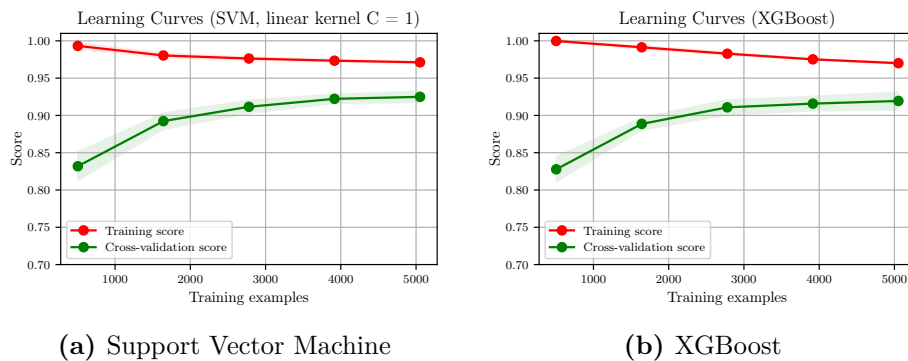 Learning Curves (SVM, linear kernel C = 1)
1.00
0.95
0.90
0.85
0.80
0.75
0.70
Score
Training score
Cross-validation score
1000 2000 3000 4000 5000
Training examples
(a) Support Vector Machine
Learning Curves (XGBoost)
1.00
0.95
0.90
0.85
0.80
0.75
0.70
Score
Training score
Cross-validation score
1000 2000 3000 4000 5000
Training examples
(b) XGBoost